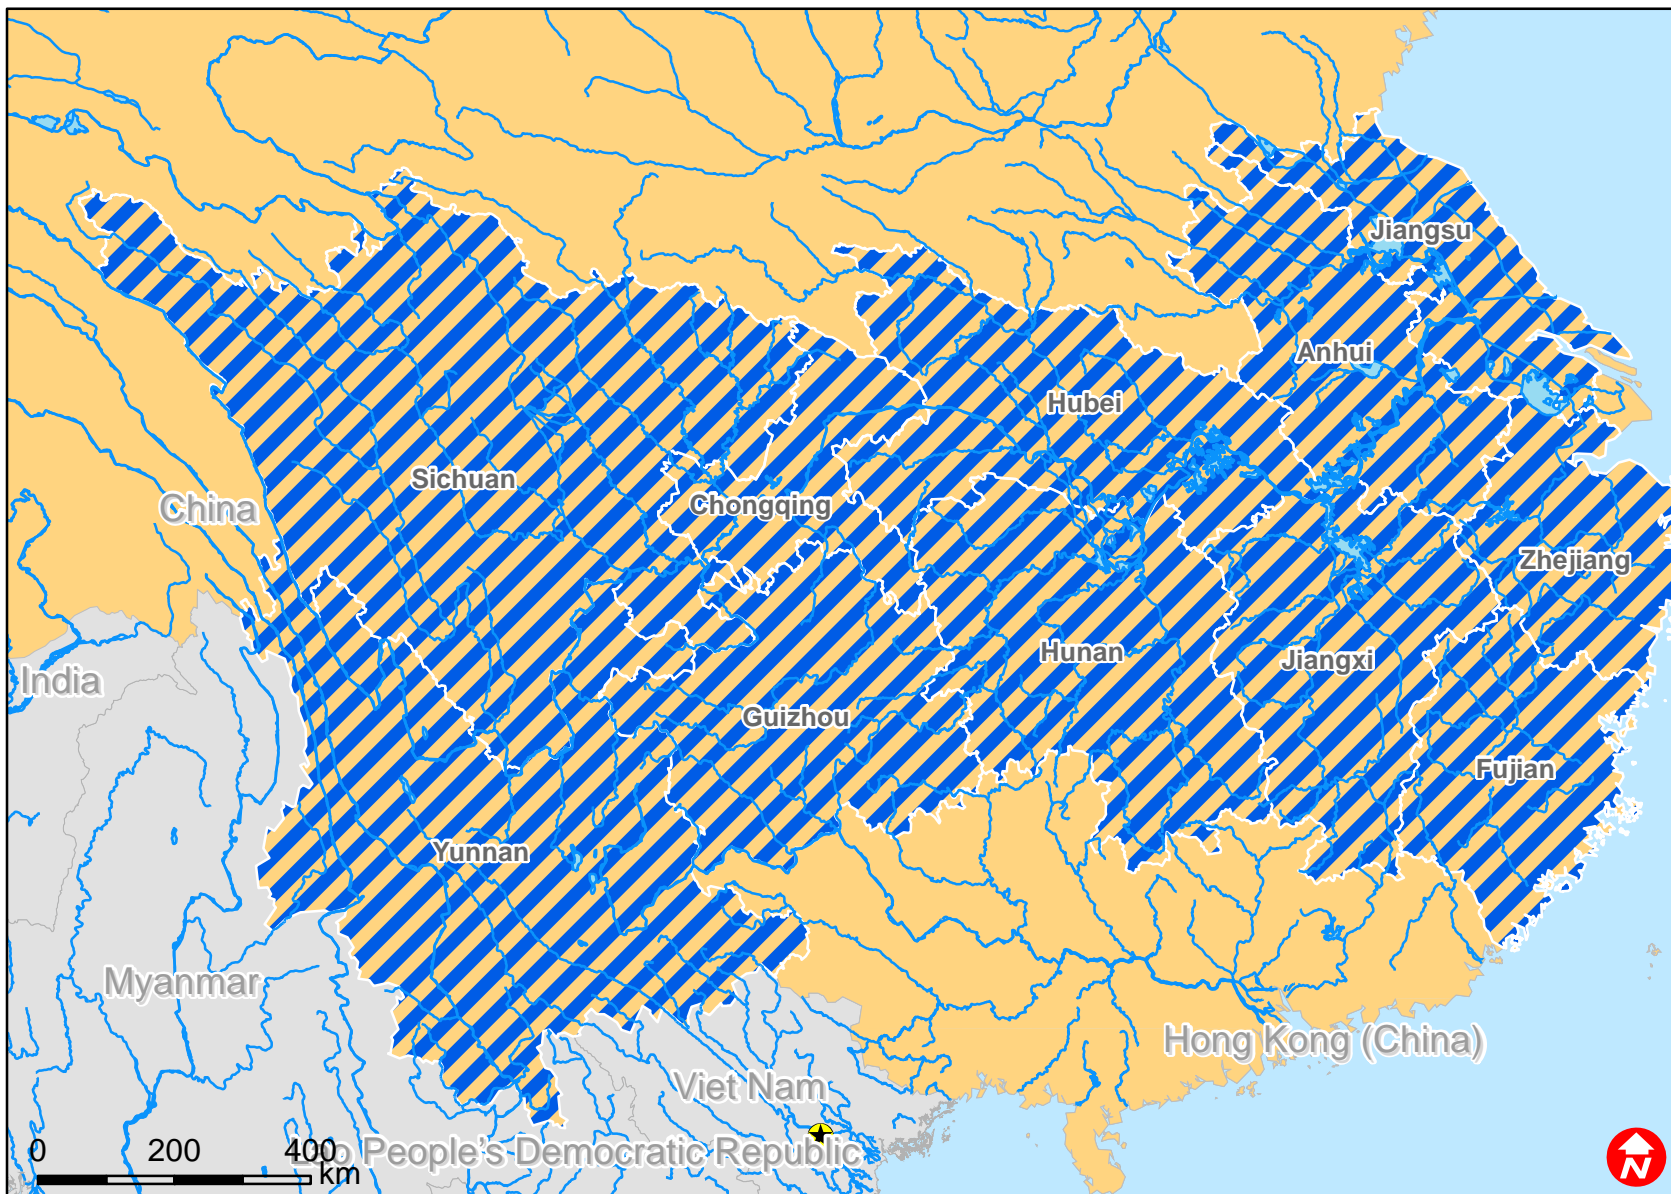 Jiangsu
Anhui
Hubei
Sichuan
Chongqing
China
Zhejiang
Hunan
Jiangxi
India
Guizhou
Fujian
Yunnan
Myanmar
Hong Kong (China)
Viet Nam
0 200 400
km
People's Democratic Republic
N